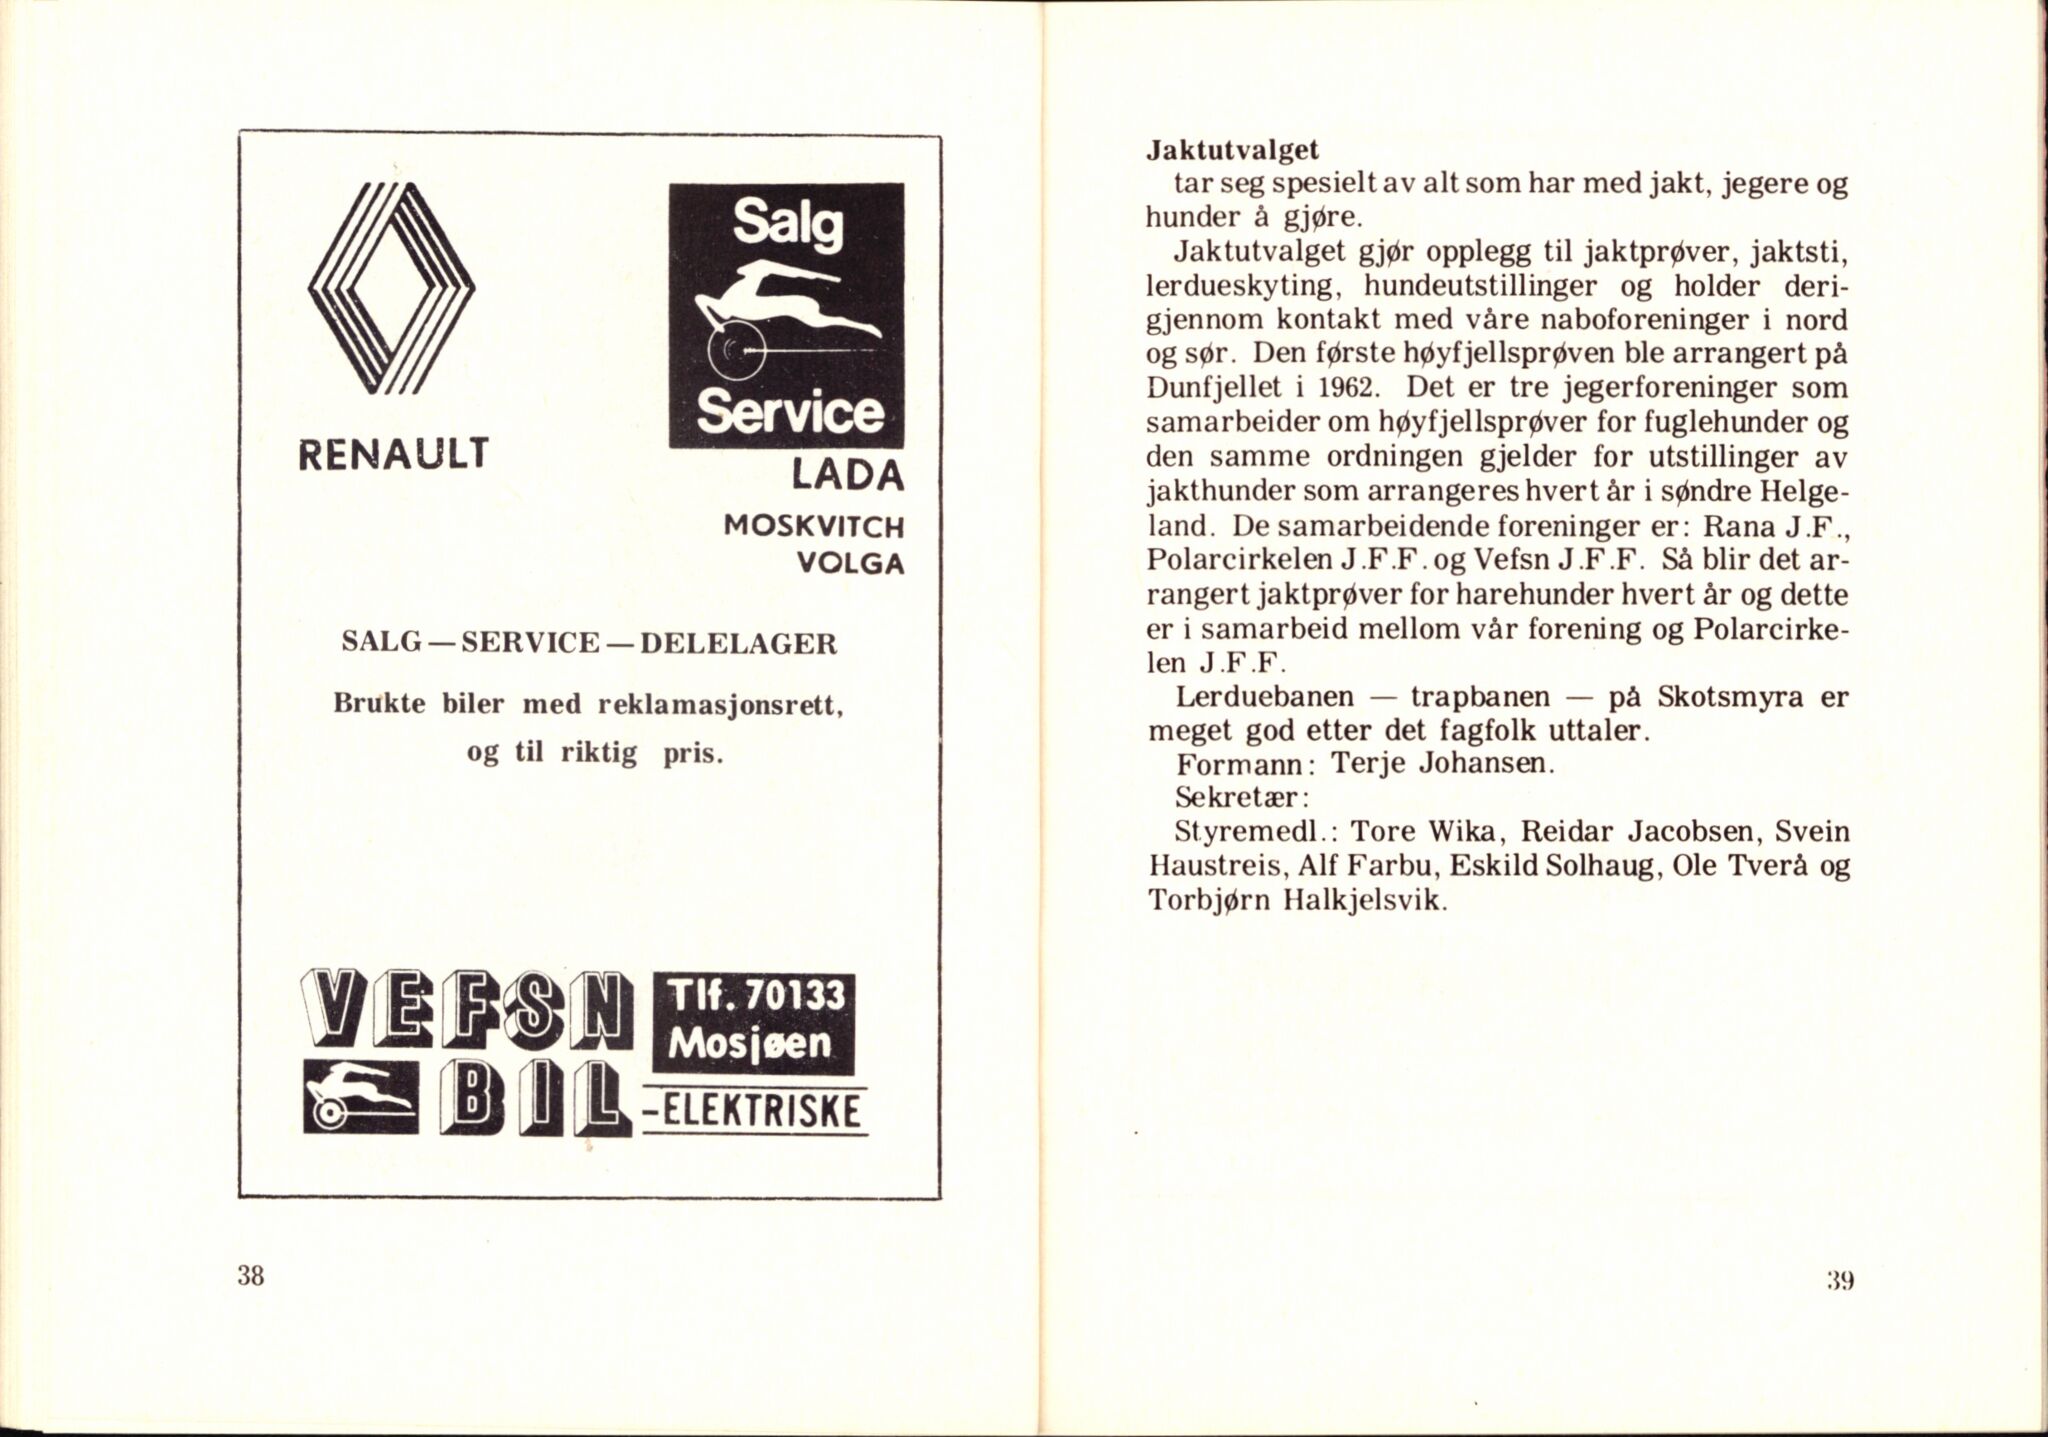 RENAULT
Salg
Service
LADA
MOSKVITCH
VOLGA
SALG — SERVICE — DELELAGER
Brukte biler med reklamasjonsrett,
og til riktig pris.
VEFSN
BIL
Tlf. 70133
Mosjøen
-ELEKTRISKE
38
Jaktutvalget
tar seg spesielt av alt som har med jakt, jegere og
hunder å gjøre.
Jaktutvalget gjør opplegg til jaktprøver, jaktsti,
lerdueskyting, hundeutstillinger og holder deri-
gjennom kontakt med våre naboforeninger i nord
og sør. Den første høyfjellsprøven ble arrangert på
Dunfjellet i 1962. Det er tre jegerforeninger som
samarbeider om høyfjellsprøver for fuglehunder og
den samme ordningen gjelder for utstillinger av
jakthunder som arrangeres hvert år i søndre Helge-
land. De samarbeidende foreninger er: Rana J.F.,
Polarcirkelen J.F.F. og Vefsn J.F.F. Så blir det ar-
rangert jaktprøver for harehunder hvert år og dette
er i samarbeid mellom vår forening og Polarcirke-
len J.F.F.
Lerduebanen — trapbanen — på Skotsmyra er
meget god etter det fagfolk uttaler.
Formann: Terje Johansen.
Sekretær:
Styremedl.: Tore Wika, Reidar Jacobsen, Svein
Haustreis, Alf Farbu, Eskild Solhaug, Ole Tverå og
Torbjørn Halkjelsvik.
39